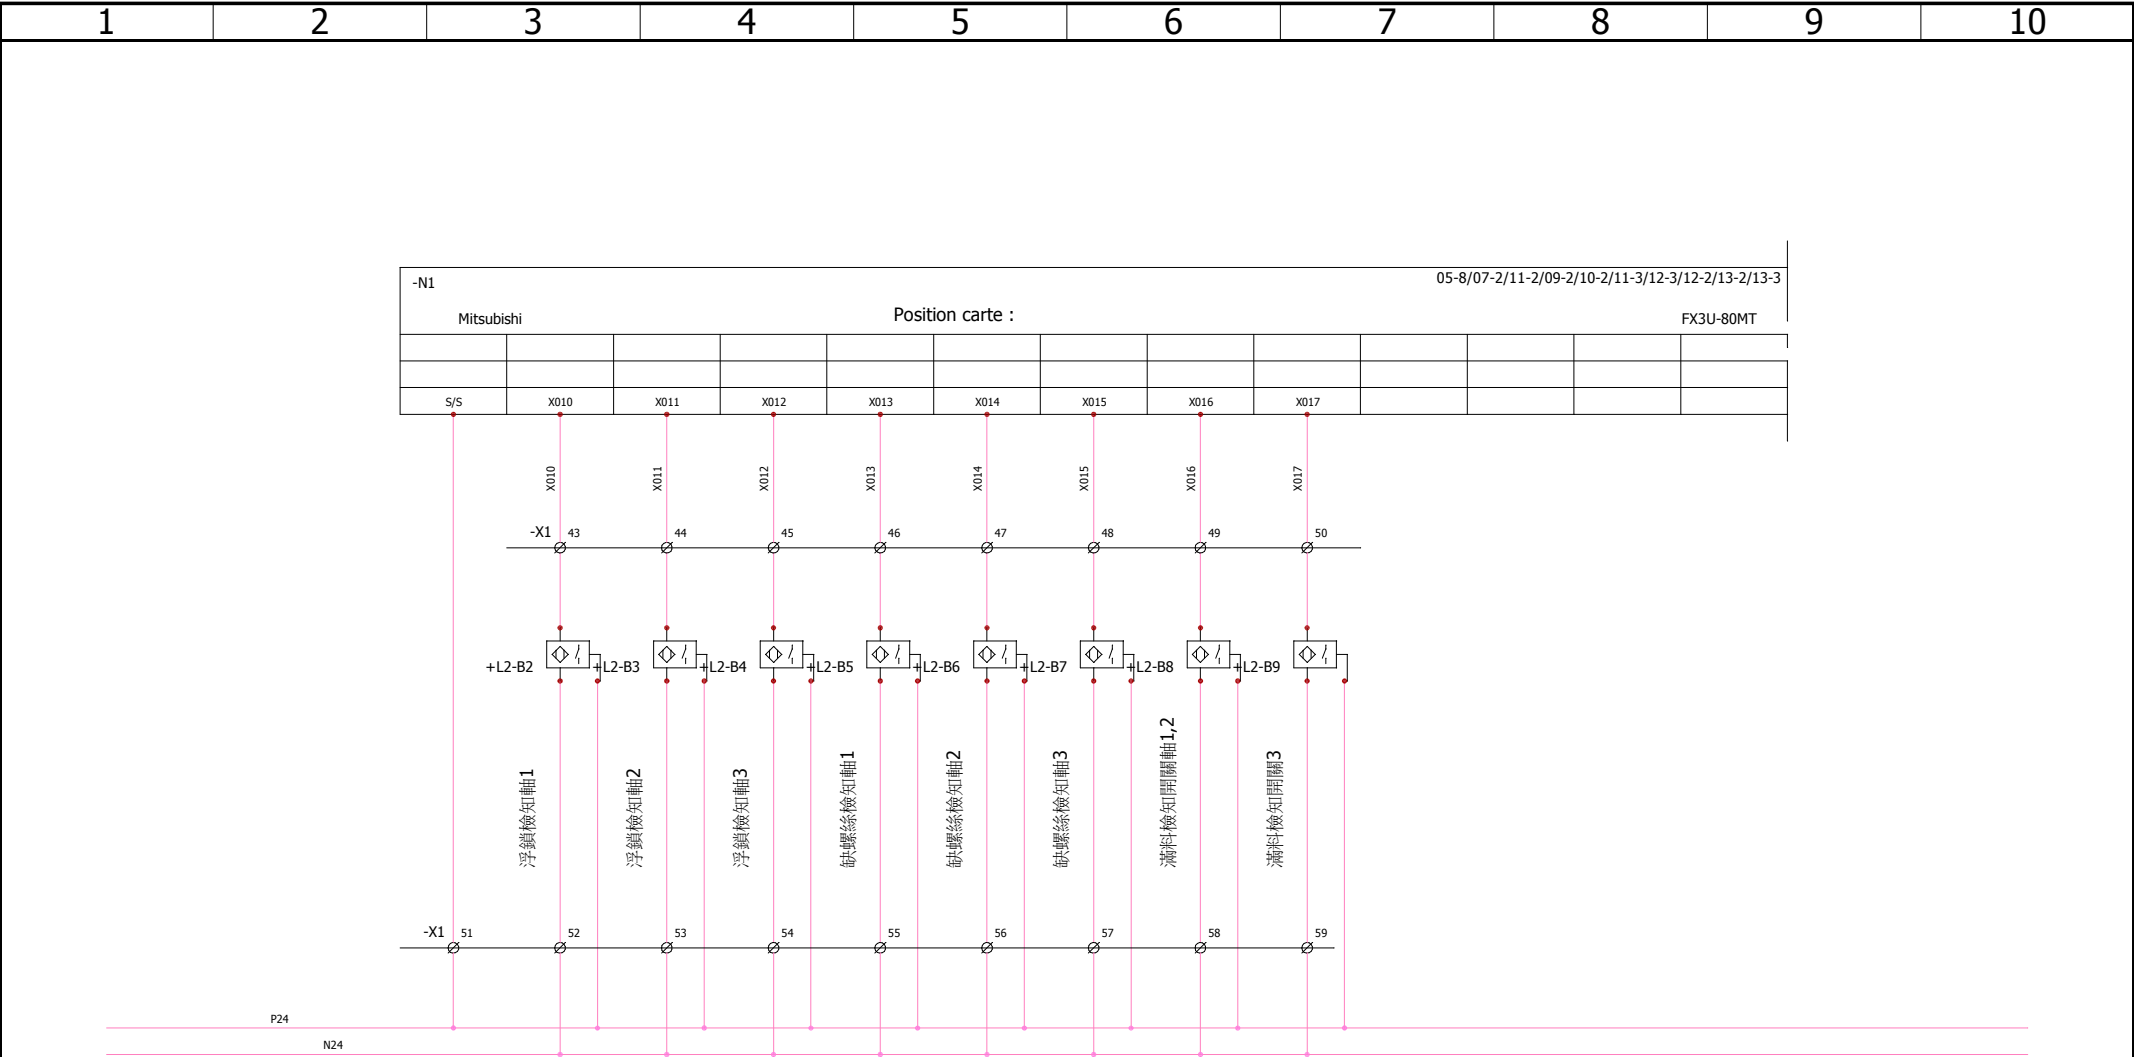 1 2 3 4 5 6 7 8 9 10
-N1 05-8/07-2/11-2/09-2/10-2/11-3/12-3/12-2/13-2/13-3
Mitsubishi Position carte : FX3U-80MT
S/S X010 X011 X012 X013 X014 X015 X016 X017
X010 X011 X012 X013 X014 X015 X016 X017
-X1 43 44 45 46 47 48 49 50
+L2-B2 +L2-B3 +L2-B4 +L2-B5 +L2-B6 +L2-B7 +L2-B8 +L2-B9
浮鎖檢知軸1
浮鎖檢知軸2
浮鎖檢知軸3
缺螺絲檢知軸1
缺螺絲檢知軸2
缺螺絲檢知軸3
滿料檢知開關軸1,2
滿料檢知開關3
-X1 51 52 53 54 55 56 57 58 59
P24
N24